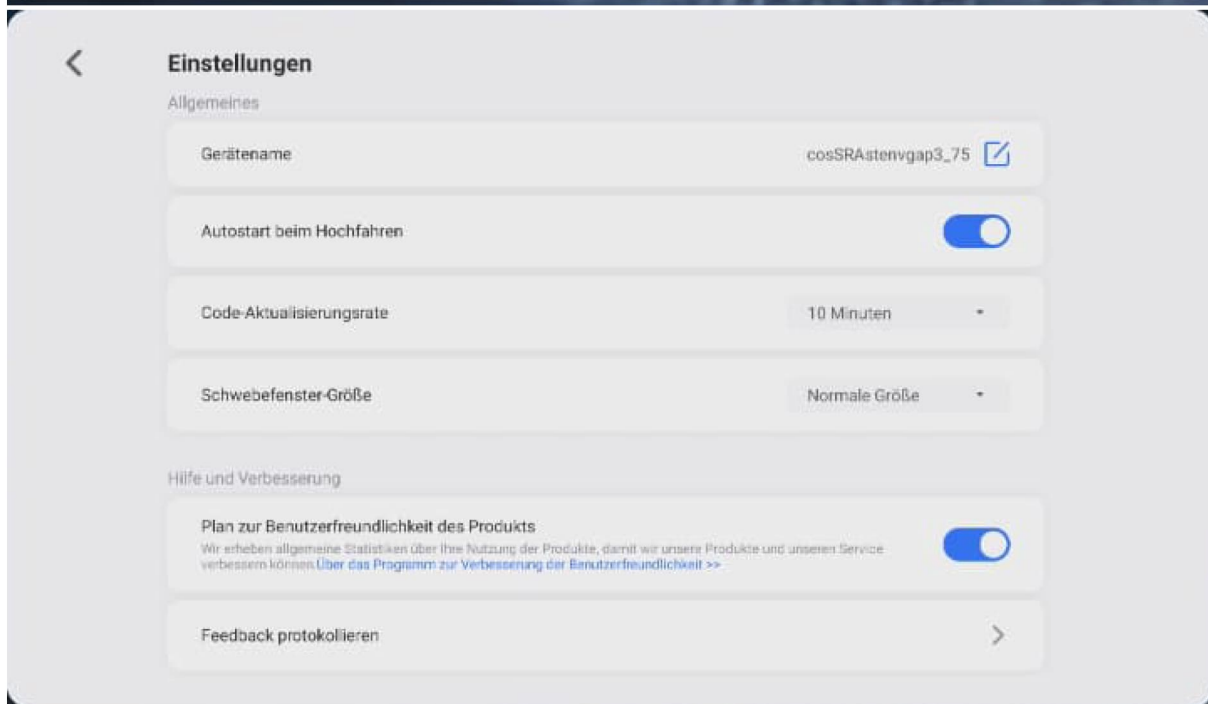 Einstellungen
Allgemeines
Gerätename
cosSRAstenvgap3_75
Autostart beim Hochfahren
Code-Aktualisierungsrate
10 Minuten
Schwebefenster-Größe
Normale Größe
Hilfe und Verbesserung
Plan zur Benutzerfreundlichkeit des Produkts
Wir erheben allgemeine Statistiken über Ihre Nutzung der Produkte, damit wir unsere Produkte und unseren Service
verbessern können.Über das Programm zur Verbesserung der Benutzerfreundlichkeit >>
Feedback protokollieren